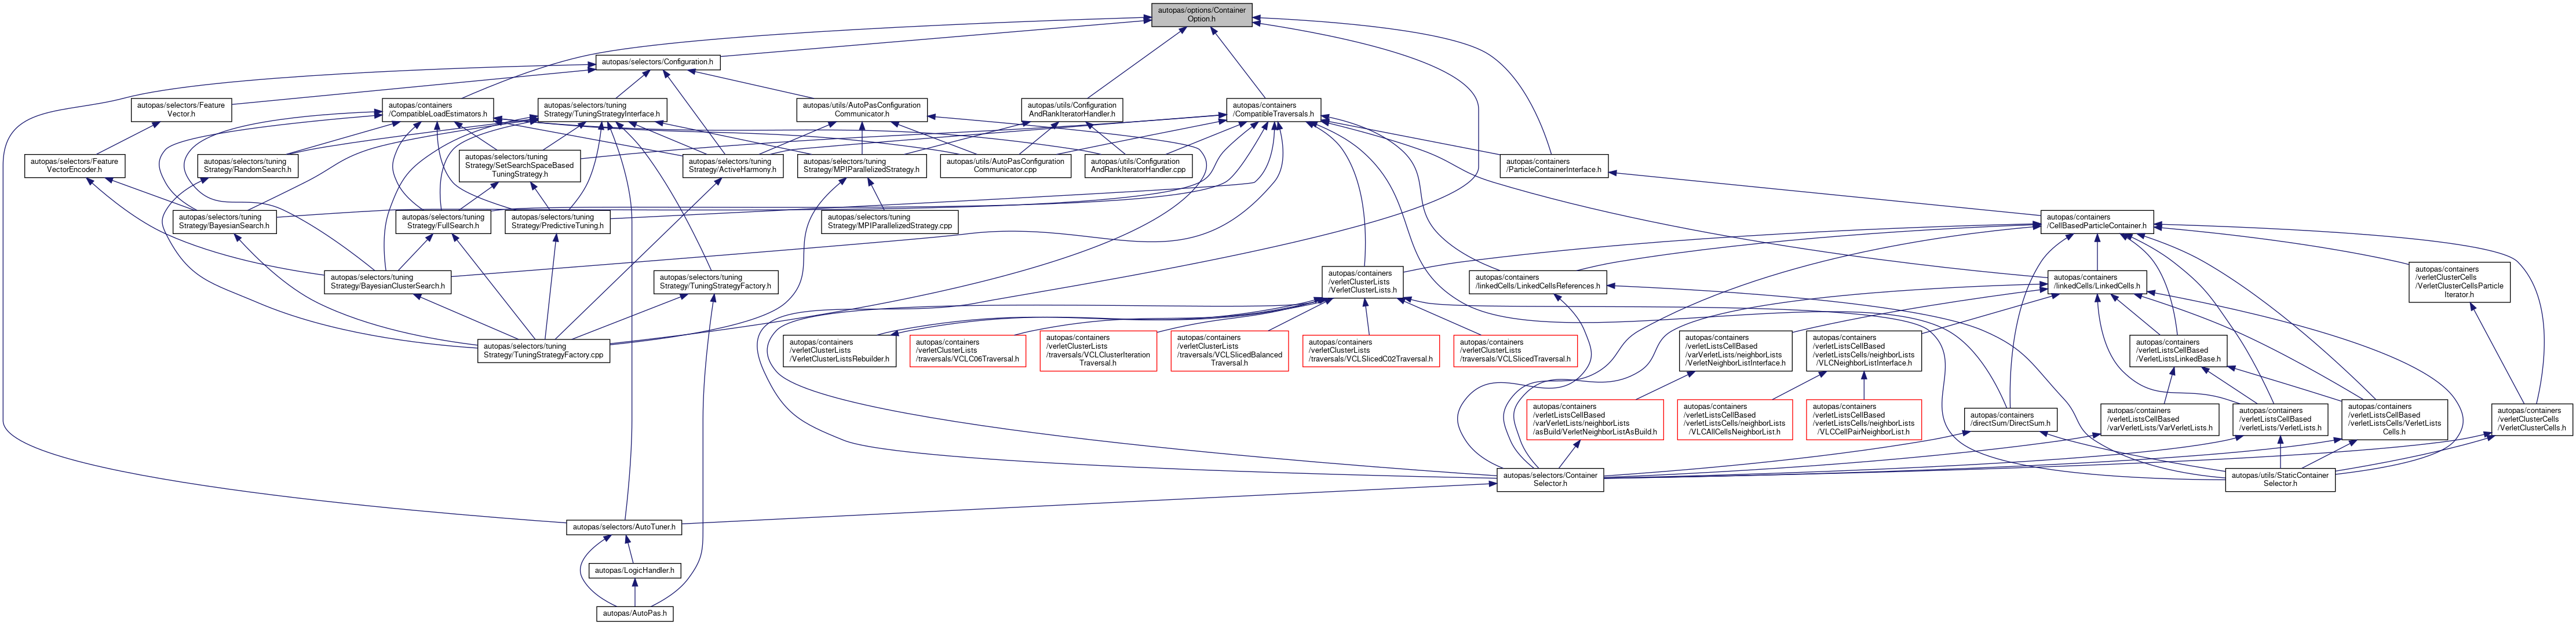 autopas/options/Container
Option.h
autopas/selectors/Configuration.h
autopas/selectors/Feature
Vector.h
autopas/containers
/CompatibleLoadEstimators.h
autopas/selectors/tuning
Strategy/TuningStrategyInterface.h
autopas/utils/AutoPasConfiguration
Communicator.h
autopas/utils/Configuration
AndRankIteratorHandler.h
autopas/containers
/CompatibleTraversals.h
autopas/selectors/Feature
VectorEncoder.h
autopas/selectors/tuning
Strategy/RandomSearch.h
autopas/selectors/tuning
Strategy/SetSearchSpaceBased
TuningStrategy.h
autopas/selectors/tuning
Strategy/ActiveHarmony.h
autopas/selectors/tuning
Strategy/MPIParallelizedStrategy.h
autopas/utils/AutoPasConfiguration
Communicator.cpp
autopas/utils/Configuration
AndRankIteratorHandler.cpp
autopas/containers
/ParticleContainerInterface.h
autopas/selectors/tuning
Strategy/BayesianSearch.h
autopas/selectors/tuning
Strategy/FullSearch.h
autopas/selectors/tuning
Strategy/PredictiveTuning.h
autopas/selectors/tuning
Strategy/MPIParallelizedStrategy.cpp
autopas/containers
/CellBasedParticleContainer.h
autopas/selectors/tuning
Strategy/BayesianClusterSearch.h
autopas/selectors/tuning
Strategy/TuningStrategyFactory.h
autopas/containers
/verletClusterLists
/VerletClusterLists.h
autopas/containers
/linkedCells/LinkedCellsReferences.h
autopas/containers
/linkedCells/LinkedCells.h
autopas/containers
/verletClusterCells
/VerletClusterCellsParticle
Iterator.h
autopas/selectors/tuning
Strategy/TuningStrategyFactory.cpp
autopas/containers
/verletClusterLists
/VerletClusterListsRebuilder.h
autopas/containers
/verletClusterLists
/traversals/VCLC06Traversal.h
autopas/containers
/verletClusterLists
/traversals/VCLClusterIteration
Traversal.h
autopas/containers
/verletClusterLists
/traversals/VCLSlicedBalanced
Traversal.h
autopas/containers
/verletClusterLists
/traversals/VCLSlicedC02Traversal.h
autopas/containers
/verletClusterLists
/traversals/VCLSlicedTraversal.h
autopas/containers
/verletListsCellBased
/varVerletLists/neighborLists
/VerletNeighborListInterface.h
autopas/containers
/verletListsCellBased
/verletListsCells/neighborLists
/VLCNeighborListInterface.h
autopas/containers
/verletListsCellBased
/VerletListsLinkedBase.h
autopas/containers
/verletListsCellBased
/varVerletLists/neighborLists
/asBuild/VerletNeighborListAsBuild.h
autopas/containers
/verletListsCellBased
/verletListsCells/neighborLists
/VLCAllCellsNeighborList.h
autopas/containers
/verletListsCellBased
/verletListsCells/neighborLists
/VLCCellPairNeighborList.h
autopas/containers
/directSum/DirectSum.h
autopas/containers
/verletListsCellBased
/varVerletLists/VarVerletLists.h
autopas/containers
/verletListsCellBased
/verletLists/VerletLists.h
autopas/containers
/verletListsCellBased
/verletListsCells/VerletLists
Cells.h
autopas/containers
/verletClusterCells
/VerletClusterCells.h
autopas/selectors/Container
Selector.h
autopas/utils/StaticContainer
Selector.h
autopas/selectors/AutoTuner.h
autopas/LogicHandler.h
autopas/AutoPas.h